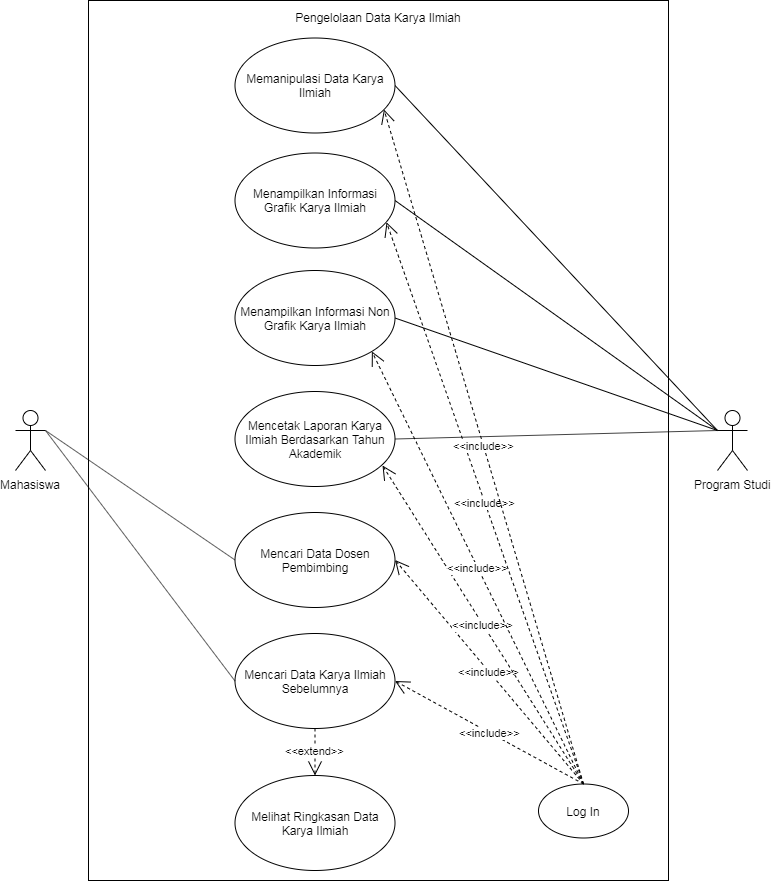 Pengelolaan Data Karya Ilmiah
Memanipulasi Data Karya
Ilmiah
Menampilkan Informasi
Grafik Karya Ilmiah
Menampilkan Informasi Non
Grafik Karya Ilmiah
Mencetak Laporan Karya
Ilmiah Berdasarkan Tahun
Akademik
<<include>>
Mahasiswa
Program Studi
<<include>>
Mencari Data Dosen
Pembimbing
<<include>>
<<include>>
Mencari Data Karya Ilmiah
Sebelumnya
<<include>>
<<include>>
<<extend>>
Melihat Ringkasan Data
Karya Ilmiah
Log In